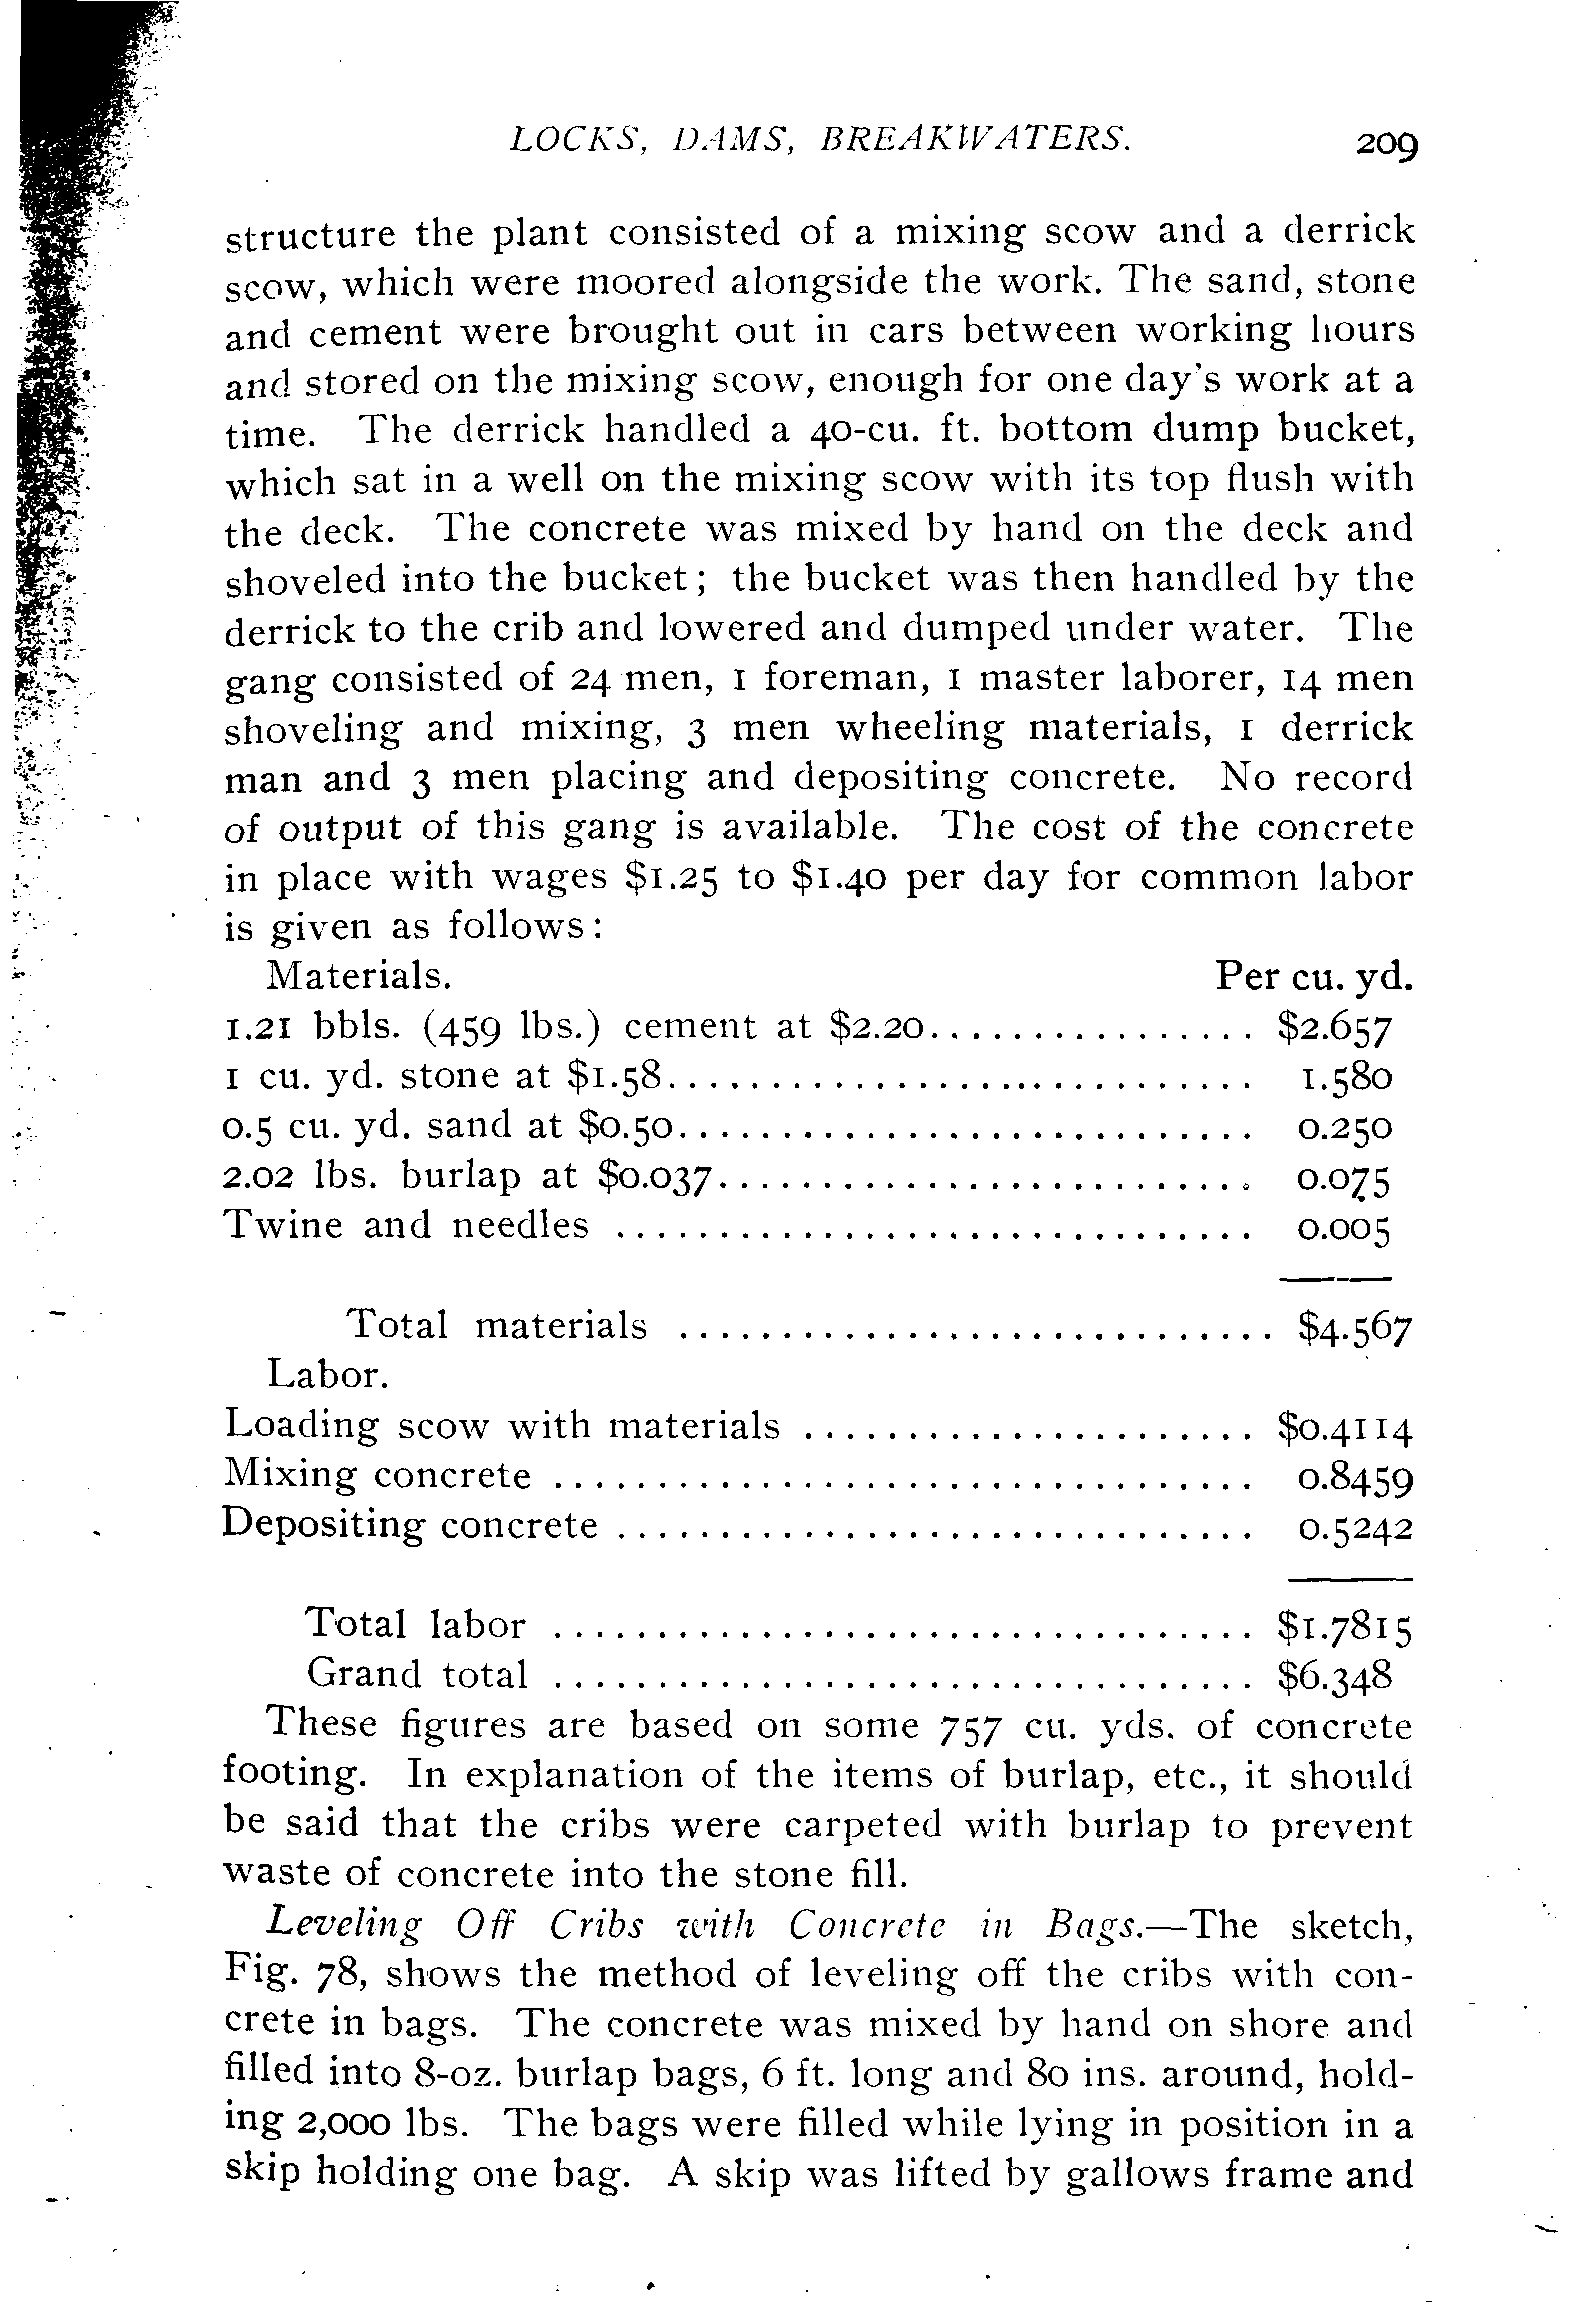 LOCKS, DAMS, BREAKWATERS. 209
structure the plant consisted of a mixing scow and a derrick
scow, which were moored alongside the work. The sand, stone
and cement were brought out in cars between working hours
and stored on the mixing scow, enough for one day's work at a
time. The derrick handled a 40-cu. ft. bottom dump bucket,
which sat in a well on the mixing scow with its top flush with
the deck. The concrete was mixed by hand on the deck and
shoveled into the bucket; the bucket was then handled by the
derrick to the crib and lowered and dumped under water. The
gang consisted of 24 men, 1 foreman, 1 master laborer, 14 men
shoveling and mixing, 3 men wheeling materials, 1 derrick
man and 3 men placing and depositing concrete. No record
of output of this gang is available. The cost of the concrete
in place with wages $1.25 to $1.40 per day for common labor
is given as follows:
Materials. Per cu. yd.
1.21 bbls. (459 lbs.) cement at $2.20................ $2.657
1 cu. yd. stone at $1.58............................. 1.580
0.5 cu. yd. sand at $0.50............................ 0.250
2.02 lbs. burlap at $0.037.......................... 0.075
Twine and needles ............................... 0.005
Total materials ............................. $4.567
Labor.
Loading scow with materials ...................... $0.4114
Mixing concrete .................................. 0.8459
Depositing concrete ............................... 0.5242
Total labor .................................. $1.7815
Grand total .................................. $6.348
These figures are based on some 757 cu. yds. of concrete
footing. In explanation of the items of burlap, etc., it should
be said that the cribs were carpeted with burlap to prevent
waste of concrete into the stone fill.
Leveling Off Cribs with Concrete in Bags.—The sketch,
Fig. 78, shows the method of leveling off the cribs with con-
crete in bags. The concrete was mixed by hand on shore and
filled into 8-oz. burlap bags, 6 ft. long and 80 ins. around, hold-
ing 2,000 lbs. The bags were filled while lying in position in a
skip holding one bag. A skip was lifted by gallows frame and